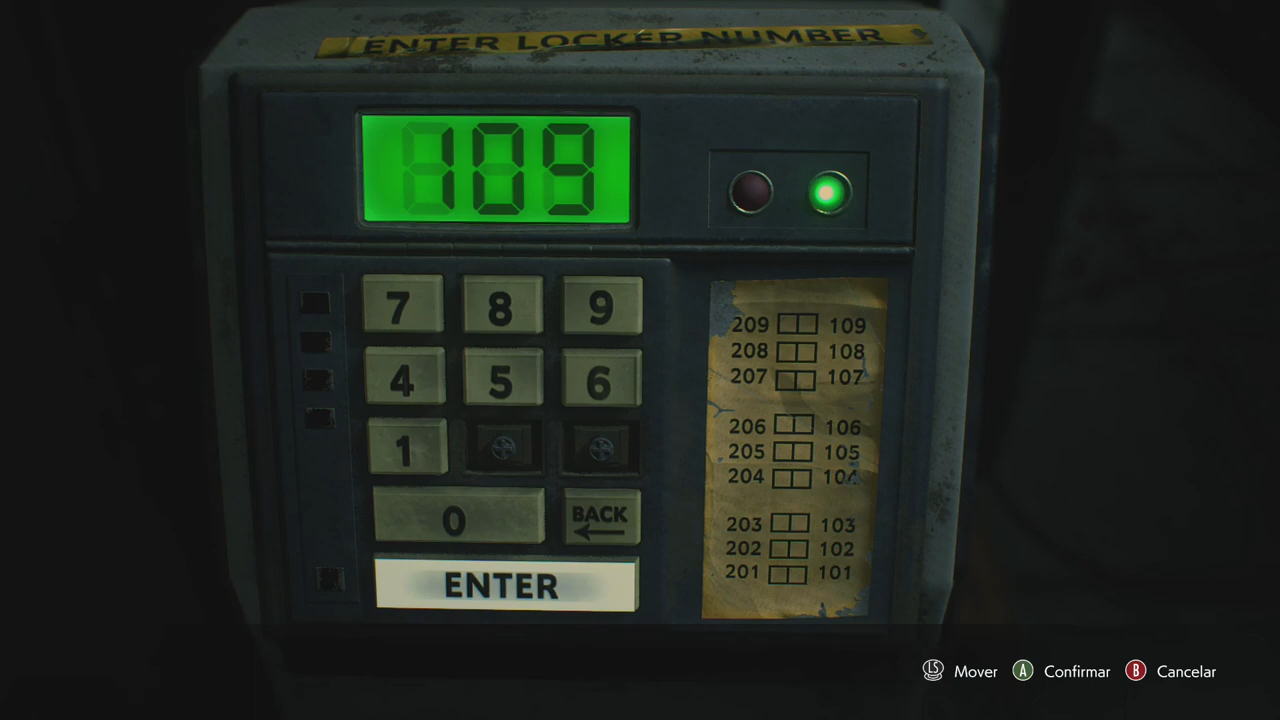 ENTER LOCKER NUMBER
109
7 8 9
4 5 6
1
0 BACK
ENTER
209 109
208 108
207 107
206 106
205 105
204 104
203 103
202 102
201 101
LS Mover A Confirmar B Cancelar